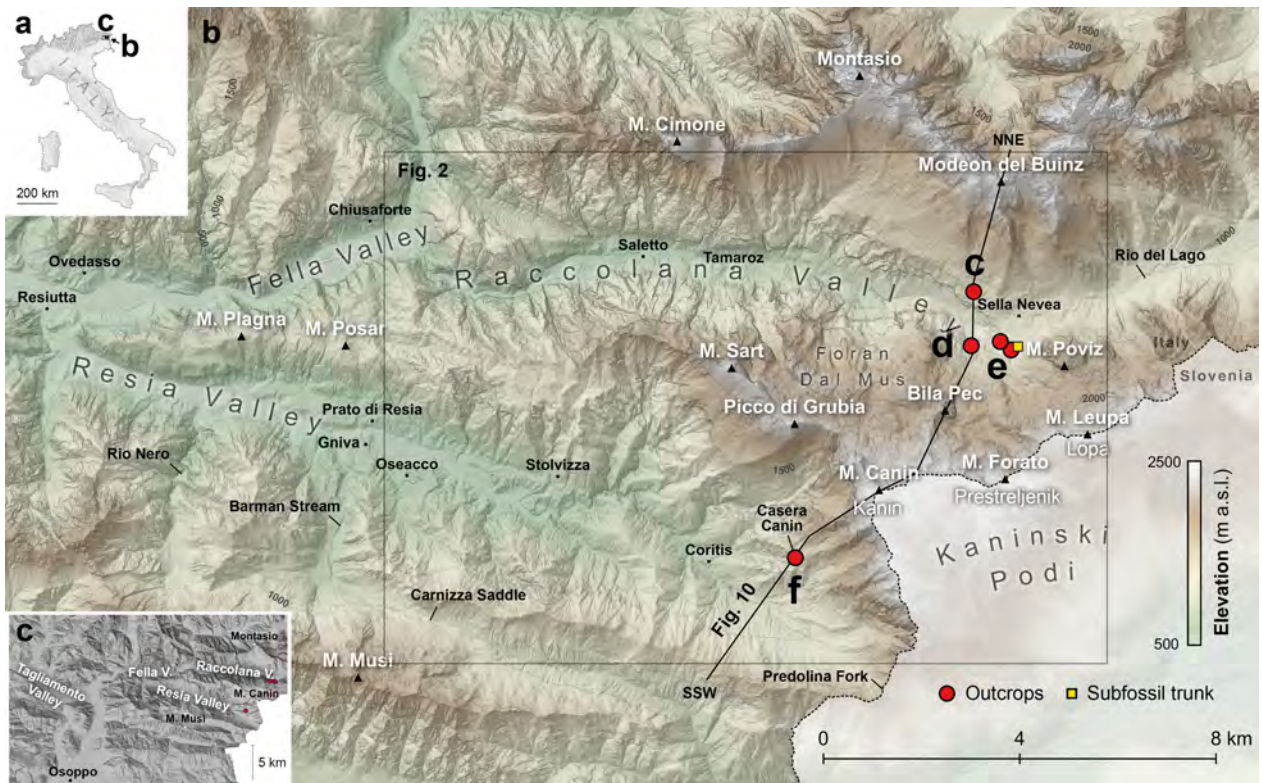 a
c
b
ITALY
200 km
b
1500
1500
2000
Montasio
1500
M. Cimone
NNE
Modeon del Buinz
Fig. 2
1000
500
Chiusaforte
Fella Valley
Ovedasso
Resiutta
Saletto
Tamaroz
Raccolana Valley
1000
Rio del Lago
c
Sella Nevea
M. Plagna
M. Posar
d
e
M. Poviz
Italy
Slovenia
M. Sart
Foran
Dal Mus
2000
Bila Pec
Picco di Grubia
M. Leupa
Lopa
Resia Valley
Prato di Resia
Gniva
Rio Nero
Oseacco
Stolvizza
1500
M. Canin
Kanin
M. Forato
Prestreljenik
Barman Stream
Casera
Canin
Coritis
f
Kaninski
Podi
2500
500
Elevation (m a.s.l.)
1000
Carnizza Saddle
Fig. 10
M. Musi
SSW
Predolina Fork
Outcrops
Subfossil trunk
0
4
8 km
c
Montasio
Fella V.
Raccolana V.
Tagliamento
Valley
Resia Valley
M. Canin
M. Musi
5 km
Osoppo